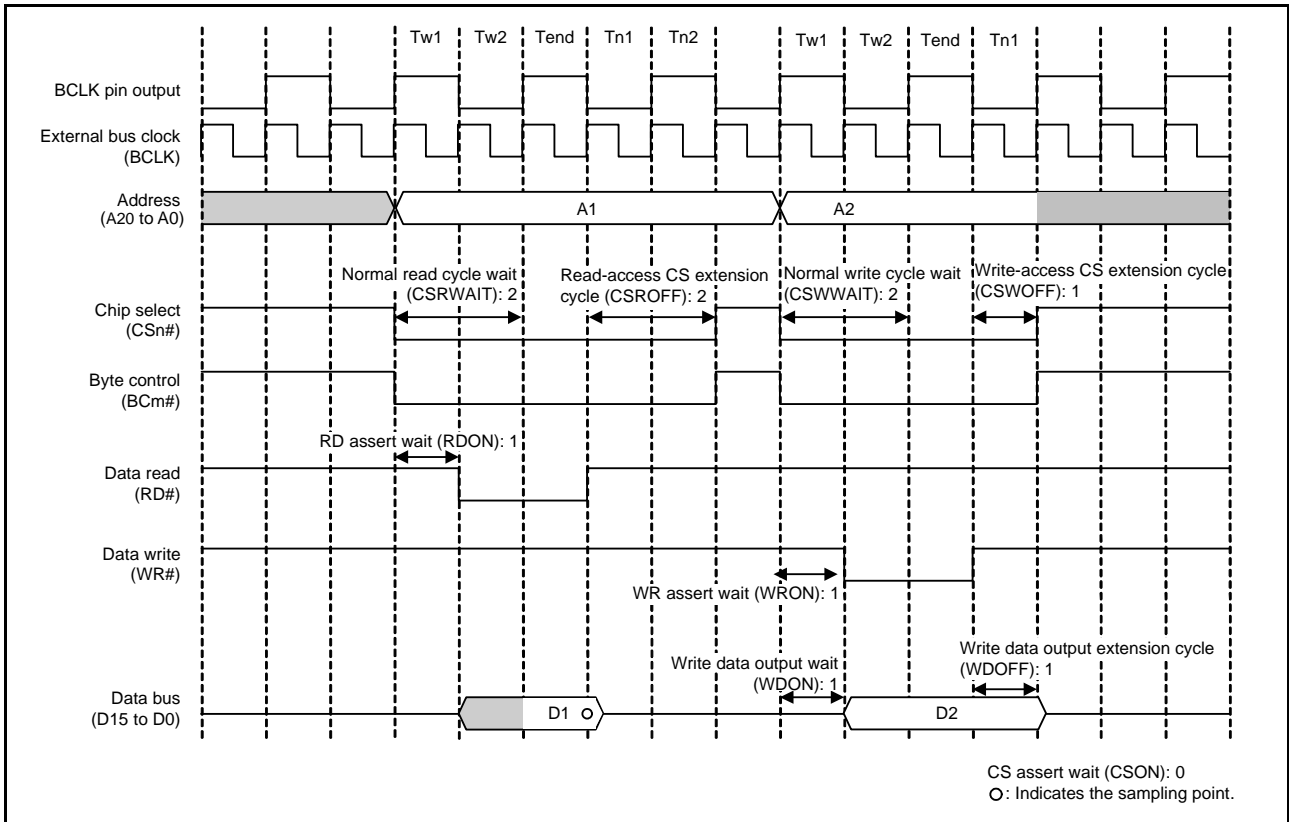 Tw1 Tw2 Tend Tn1 Tn2 Tw1 Tw2 Tend Tn1
BCLK pin output
External bus clock
(BCLK)
Address
(A20 to A0)
A1 A2
Normal read cycle wait
(CSRWAIT): 2
Read-access CS extension
cycle (CSROFF): 2
Normal write cycle wait
(CSWWAIT): 2
Write-access CS extension cycle
(CSWOFF): 1
Chip select
(CSn#)
Byte control
(BCm#)
RD assert wait (RDON): 1
Data read
(RD#)
Data write
(WR#)
WR assert wait (WRON): 1
Write data output wait
(WDON): 1
Write data output extension cycle
(WDOFF): 1
Data bus
(D15 to D0)
D1 D2
CS assert wait (CSON): 0
O: Indicates the sampling point.